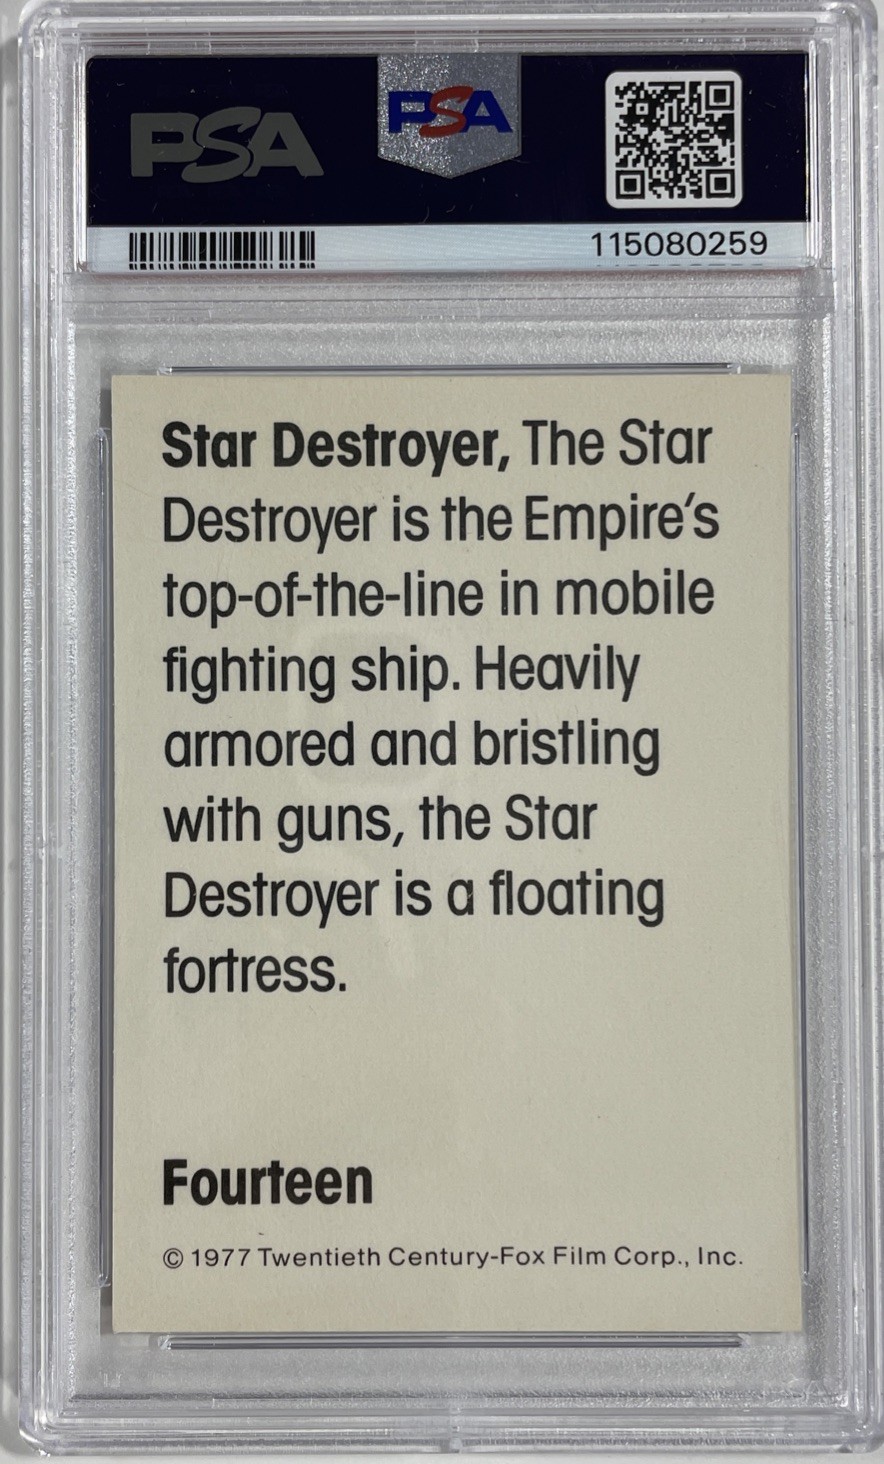 PSA
PSA
115080259
Star Destroyer, The Star
Destroyer is the Empire's
top-of-the-line in mobile
fighting ship. Heavily
armored and bristling
with guns, the Star
Destroyer is a floating
fortress.
Fourteen
© 1977 Twentieth Century-Fox Film Corp., Inc.